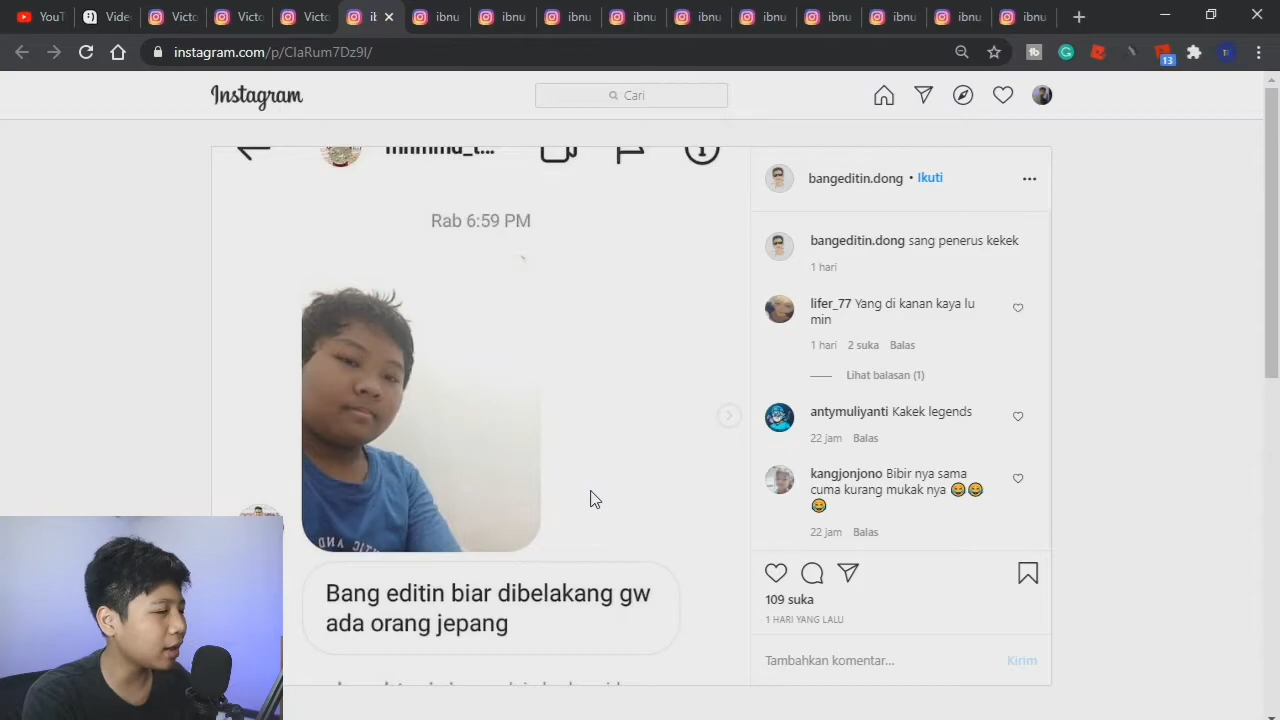 YouT
Vide
Victo
Victo
Victo
ibnu
ibnu
ibnu
ibnu
ibnu
ibnu
ibnu
ibnu
ibnu
ibnu
instagram.com/p/CIaRum7Dz9I/
13
Instagram
Cari
Rab 6:59 PM
Bang editin biar dibelakang gw
ada orang jepang
bangeditin.dong • Ikuti
bangeditin.dong sang penerus kekek
1 hari
lifer_77 Yang di kanan kaya lu
min
1 hari 2 suka Balas
Lihat balasan (1)
antymuliyanti Kakek legends
22 jam Balas
kangjonjono Bibir nya sama
cuma kurang mukak nya 😂😂
😂
22 jam Balas
109 suka
1 HARI YANG LALU
Tambahkan komentar... Kirim